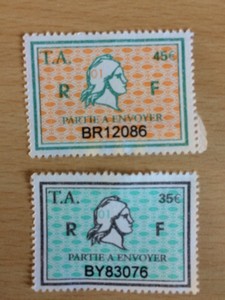 T.A. 45€
R F
PARTIE A ENVOYER
BR12086
T.A. 35€
R F
PARTIE A ENVOYER
BY83076